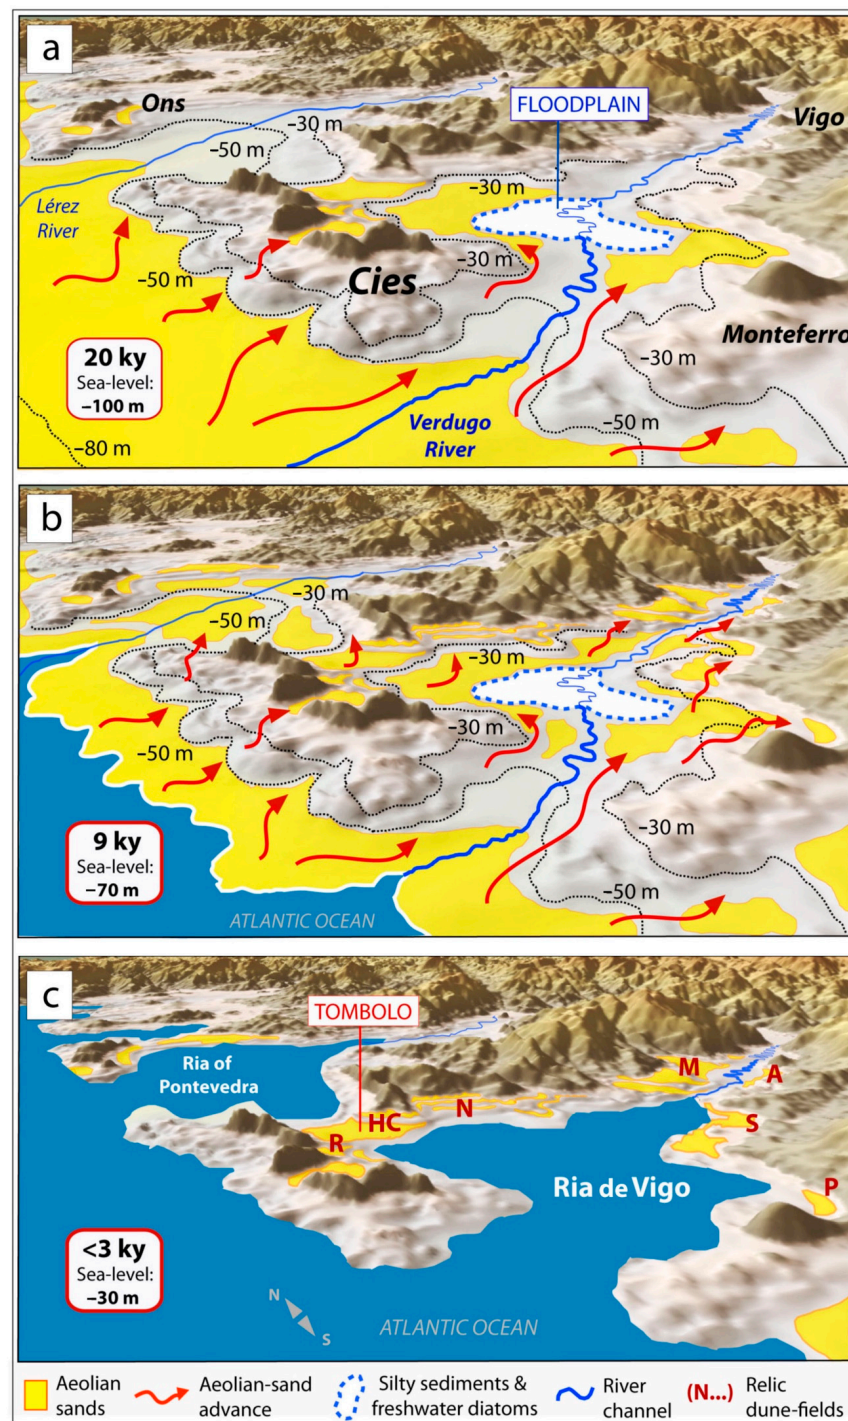 a
Ons
−30 m
−50 m
FLOODPLAIN
Vigo
−30 m
Lérez
River
−50 m
−30 m
Cies
Monteferro
−30 m
20 ky
Sea-level:
−100 m
−50 m
Verdugo
River
−80 m
b
−30 m
−50 m
−30 m
−30 m
−50 m
−30 m
9 ky
Sea-level:
−70 m
−50 m
ATLANTIC OCEAN
c
TOMBOLO
Ria of
Pontevedra
M
A
N
HC
S
R
Ria de Vigo
P
<3 ky
Sea-level:
−30 m
N
S
ATLANTIC OCEAN
Aeolian
sands
Aeolian-sand
advance
Silty sediments &
freshwater diatoms
River
channel
(N...)
Relic
dune-fields